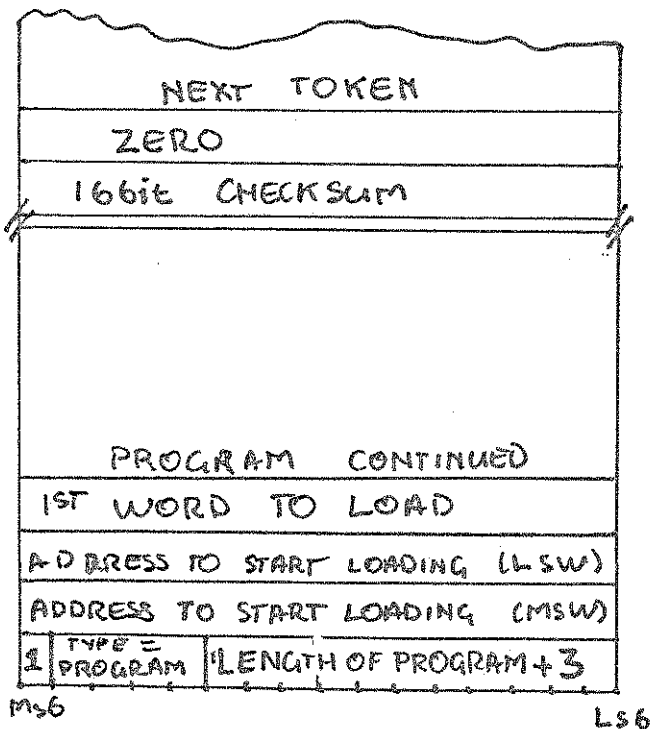 NEXT TOKEN
ZERO
16bit CHECKSUM
PROGRAM CONTINUED
1ST WORD TO LOAD
ADDRESS TO START LOADING (LSW)
ADDRESS TO START LOADING (MSW)
1 TYPE = PROGRAM LENGTH OF PROGRAM + 3
MSB LSB